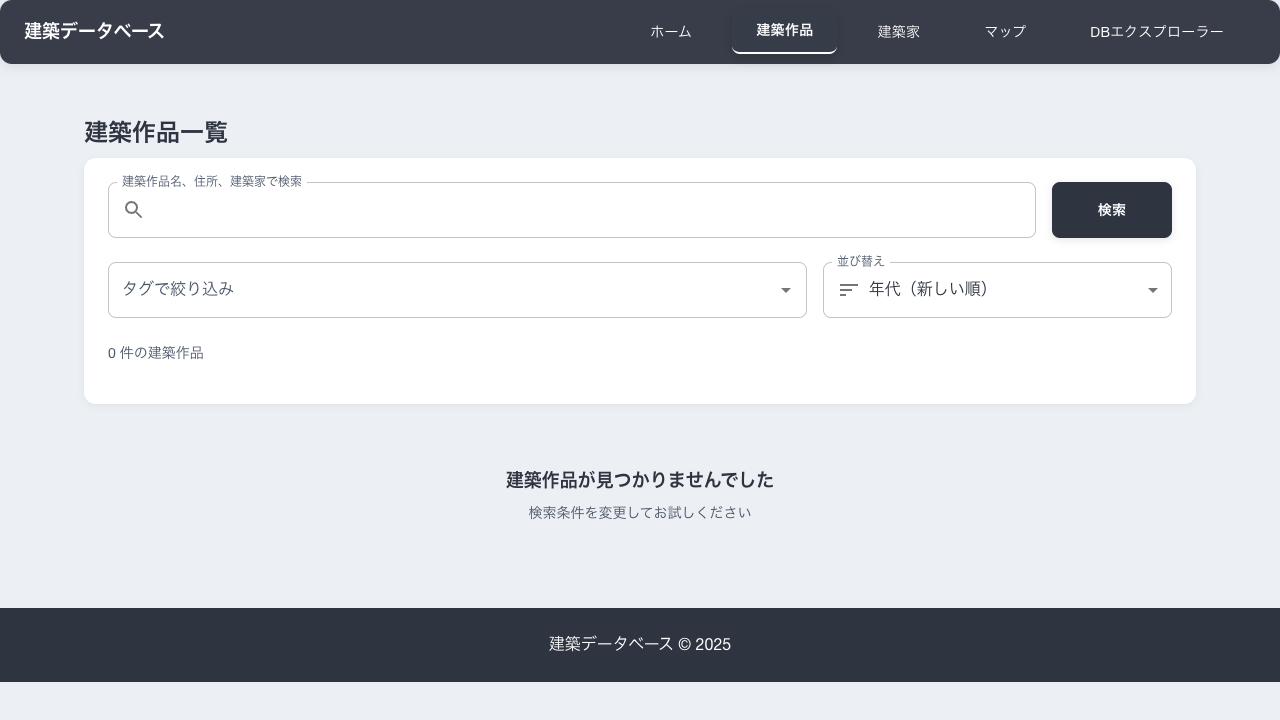 建築データベース
ホーム
建築作品
建築家
マップ
DBエクスプローラー
建築作品一覧
建築作品名、住所、建築家で検索
検索
タグで絞り込み
並び替え
年代（新しい順）
0 件の建築作品
建築作品が見つかりませんでした
検索条件を変更してお試しください
建築データベース © 2025